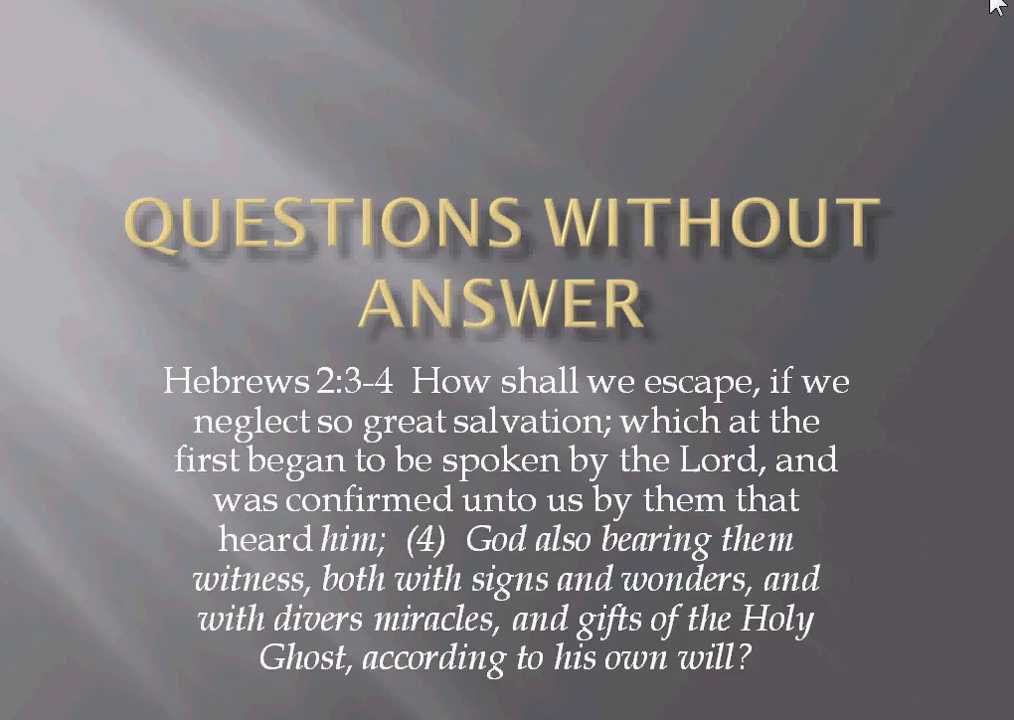 QUESTIONS WITHOUT
ANSWER
Hebrews 2:3-4 How shall we escape, if we
neglect so great salvation; which at the
first began to be spoken by the Lord, and
was confirmed unto us by them that
heard him; (4) God also bearing them
witness, both with signs and wonders, and
with divers miracles, and gifts of the Holy
Ghost, according to his own will?